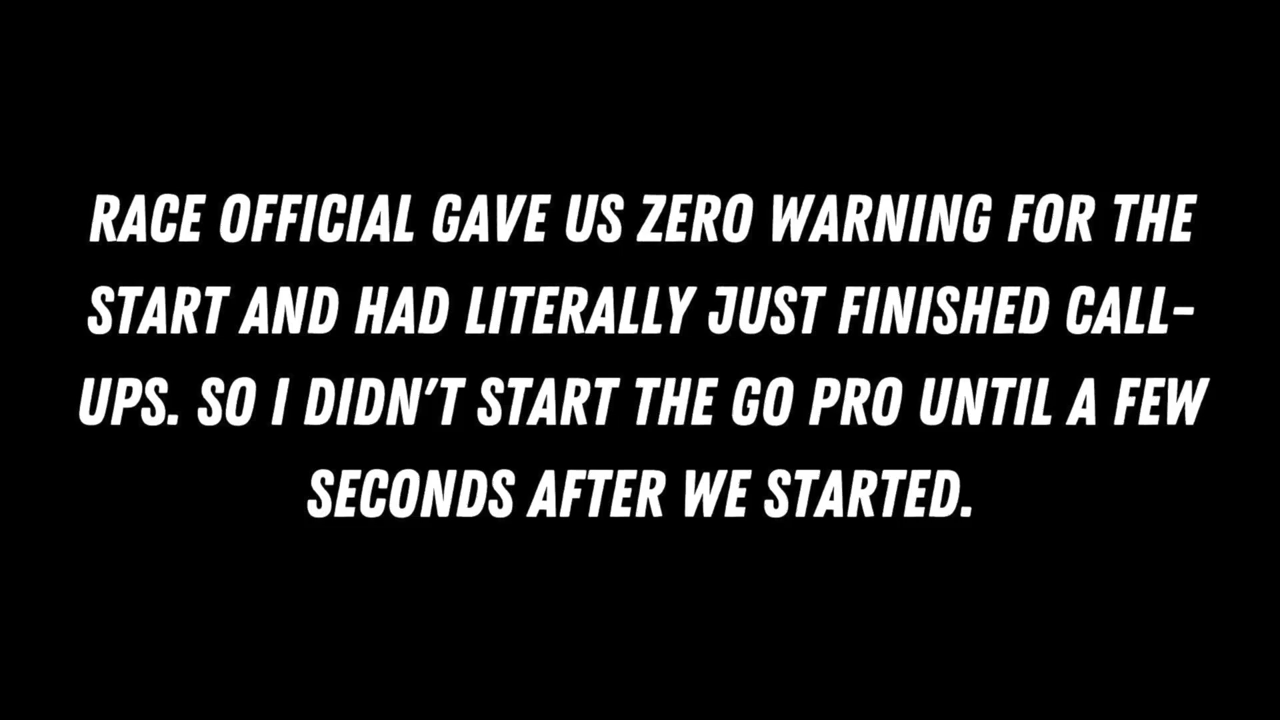 RACE OFFICIAL GAVE US ZERO WARNING FOR THE
START AND HAD LITERALLY JUST FINISHED CALL-
UPS. SO I DIDN'T START THE GO PRO UNTIL A FEW
SECONDS AFTER WE STARTED.